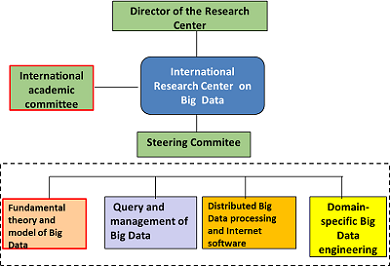 Director of the Research
Center
International
academic
committee
International
Research Center on
Big Data
Steering Commitee
Fundamental
theory and
model of Big
Data
Query and
management of
Big Data
Distributed Big
Data processing
and Internet
software
Domain-
specific Big
Data
engineering